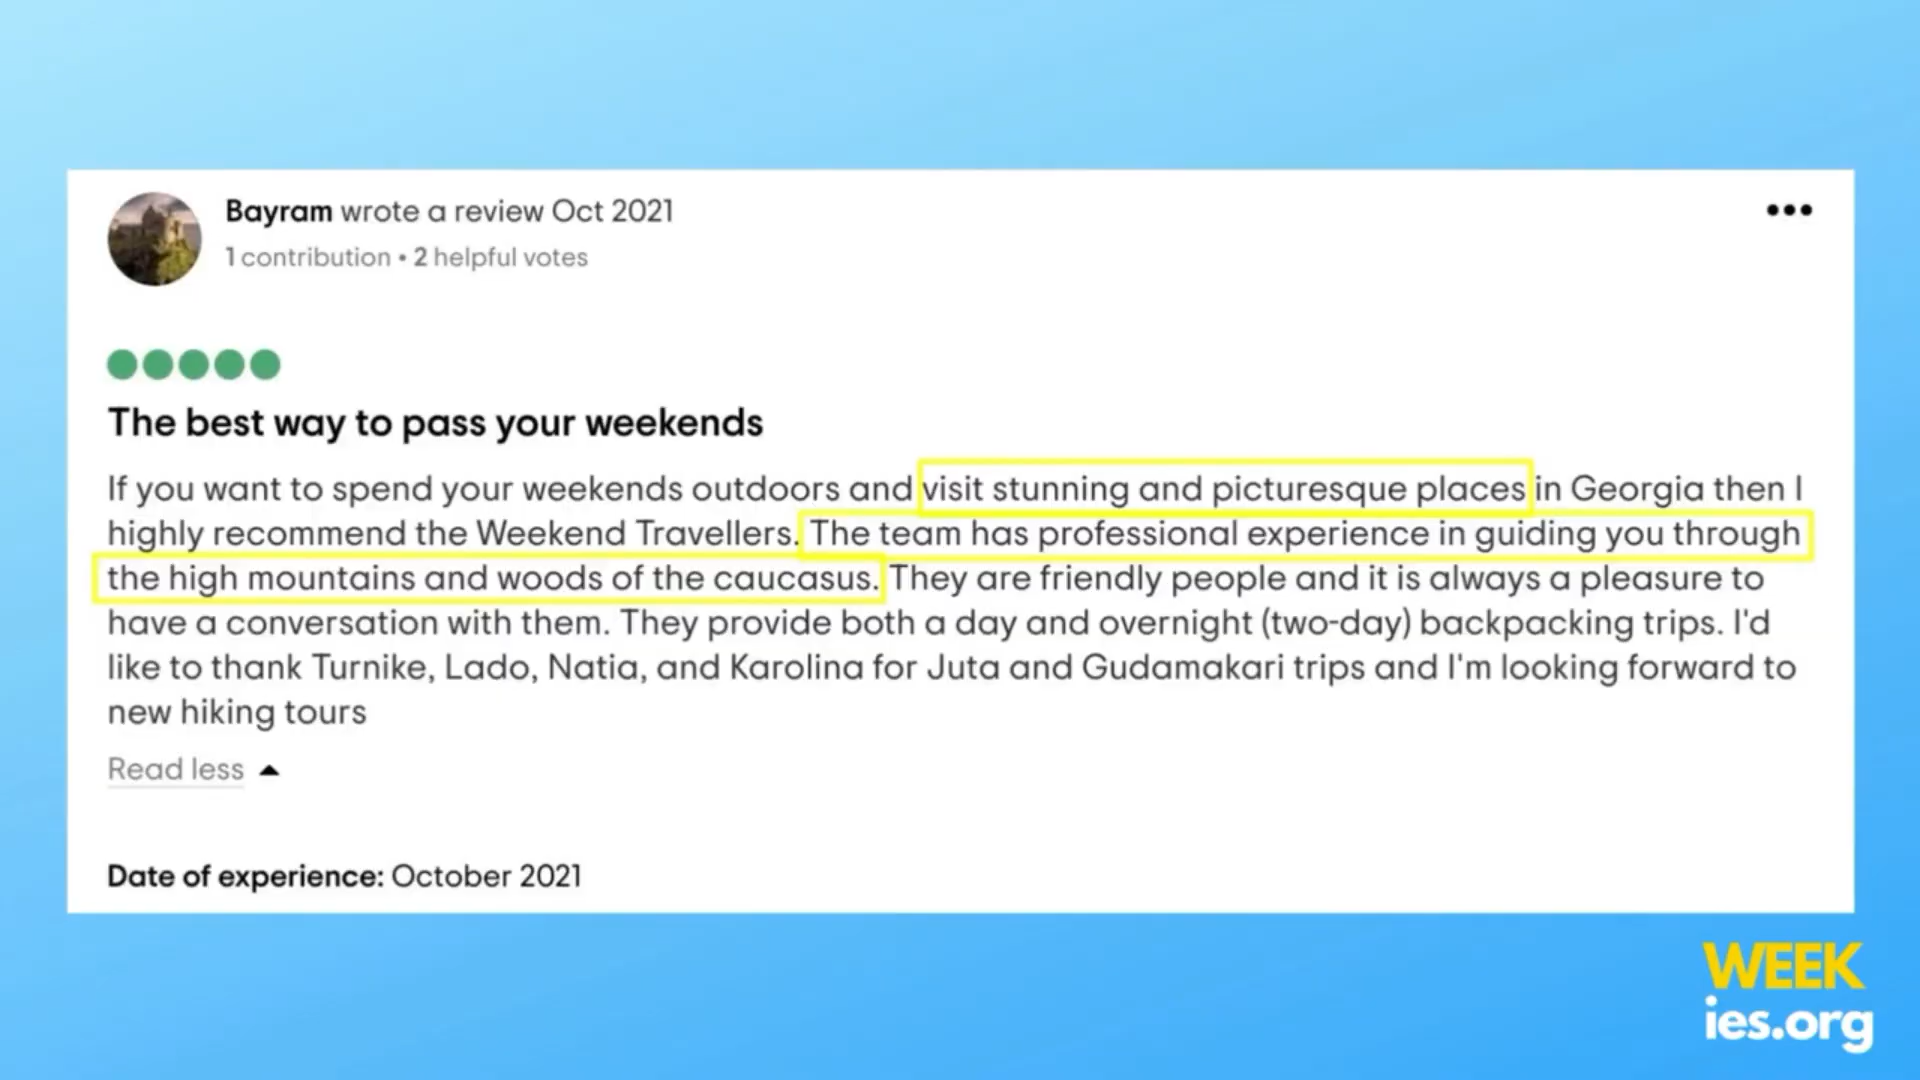 Bayram wrote a review Oct 2021
1 contribution • 2 helpful votes
The best way to pass your weekends
If you want to spend your weekends outdoors and visit stunning and picturesque places in Georgia then I
highly recommend the Weekend Travellers. The team has professional experience in guiding you through
the high mountains and woods of the caucasus. They are friendly people and it is always a pleasure to
have a conversation with them. They provide both a day and overnight (two-day) backpacking trips. I'd
like to thank Turnike, Lado, Natia, and Karolina for Juta and Gudamakari trips and I'm looking forward to
new hiking tours
Read less
Date of experience: October 2021
WEEK
ies.org